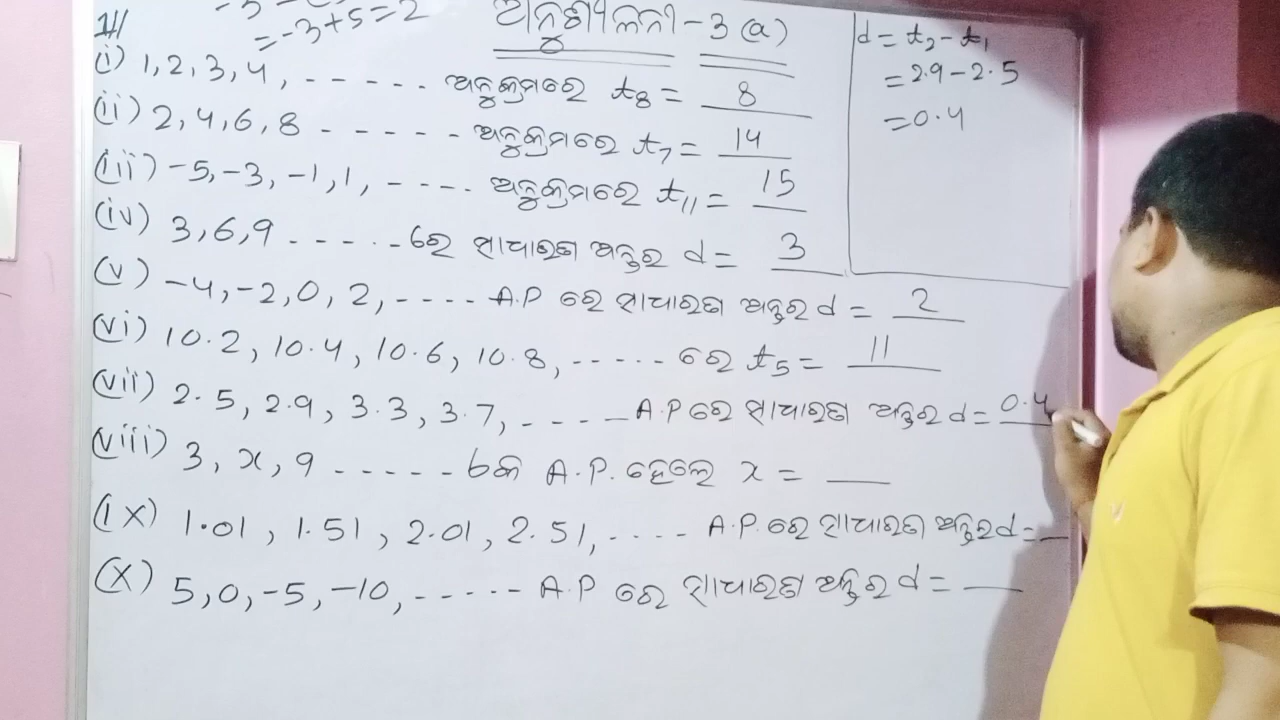 = -3+5=2
ଅନୁଶୀଳନୀ-3(a)
1//
(i) 1,2,3,4, ------ ଅନୁକ୍ରମରେ t₈ = 8
(ii) 2,4,6,8 ------ ଅନୁକ୍ରମରେ t₇ = 14
(iii) -5,-3,-1,1, ---- ଅନୁକ୍ରମରେ t₁₁ = 15
(iv) 3,6,9 ------ ରେ ସାଧାରଣ ଅନ୍ତର d = 3
(v) -4,-2,0,2, ---- A.P ରେ ସାଧାରଣ ଅନ୍ତର d = 2
(vi) 10.2, 10.4, 10.6, 10.8, ----- ରେ t₅ = 11
(vii) 2.5, 2.9, 3.3, 3.7, ---- A.P ରେ ସାଧାରଣ ଅନ୍ତର d = 0.4
(viii) 3, x, 9 ----- ଏକ A.P. ହେଲେ x = __
(ix) 1.01, 1.51, 2.01, 2.51, ---- A.P. ରେ ସାଧାରଣ ଅନ୍ତର d = __
(x) 5,0,-5,-10, ----- A.P ରେ ସାଧାରଣ ଅନ୍ତର d = __
d = t₂ - t₁
= 2.9 - 2.5
= 0.4